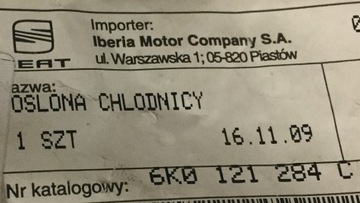 Importer:
Iberia Motor Company S.A.
ul. Warszawska 1; 05-820 Piastów
SEAT
azwa:
OSLONA CHLODNICY
1 SZT 16.11.09
Nr katalogowy: 6K0 121 284 C